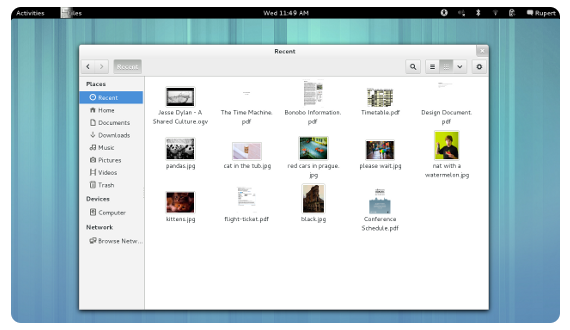 Activities
Files
Wed 11:49 AM
Rupert
Recent
Recent
Places
Recent
Home
Documents
Downloads
Music
Pictures
Videos
Trash
Devices
Computer
Network
Browse Netw...
Jesse Dylan - A
Shared Culture.ogv
The Time Machine.
pdf
Bonobo Information.
pdf
Timetable.pdf
Design Document.
pdf
pandas.jpg
cat in the tub.jpg
red cars in prague.
jpg
please wait.jpg
nat with a
watermelon.jpg
kittens.jpg
flight-ticket.pdf
black.jpg
Conference
Schedule.pdf